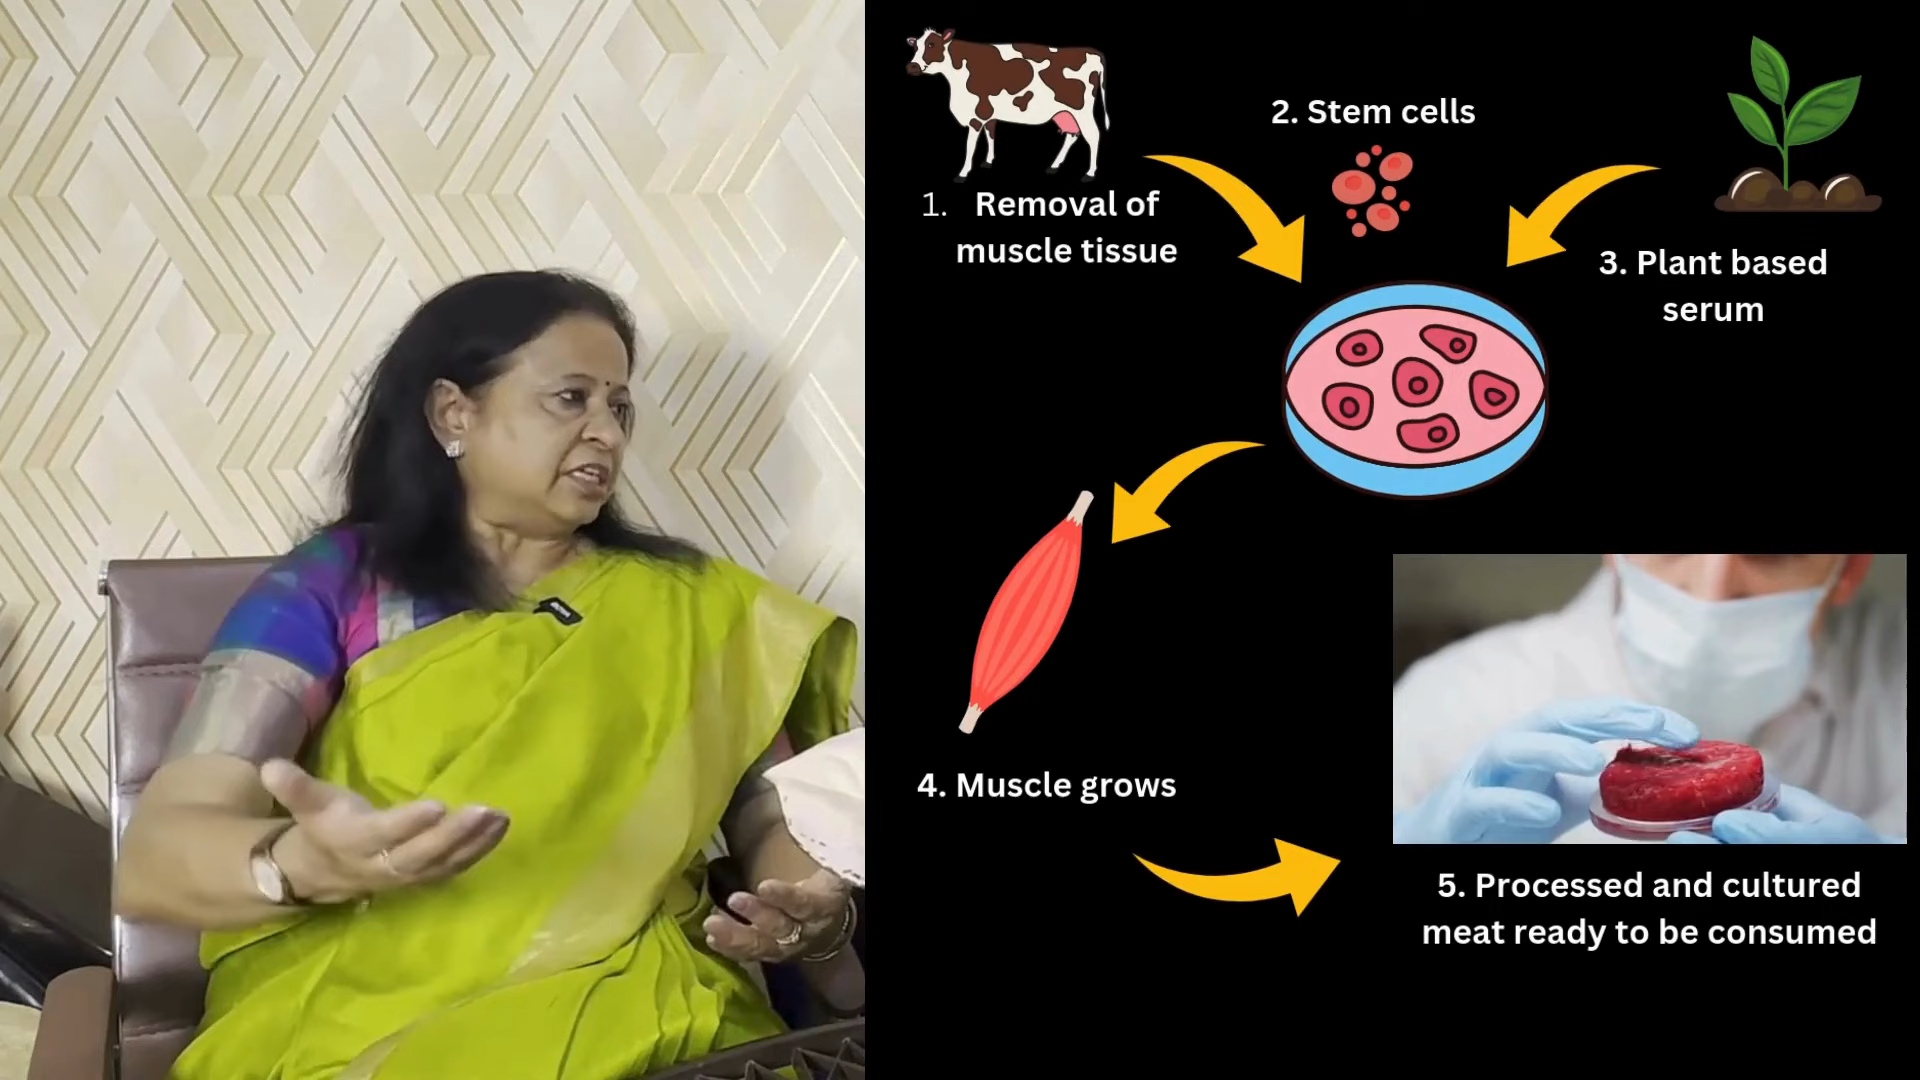 2. Stem cells
1. Removal of
muscle tissue
3. Plant based
serum
4. Muscle grows
5. Processed and cultured
meat ready to be consumed